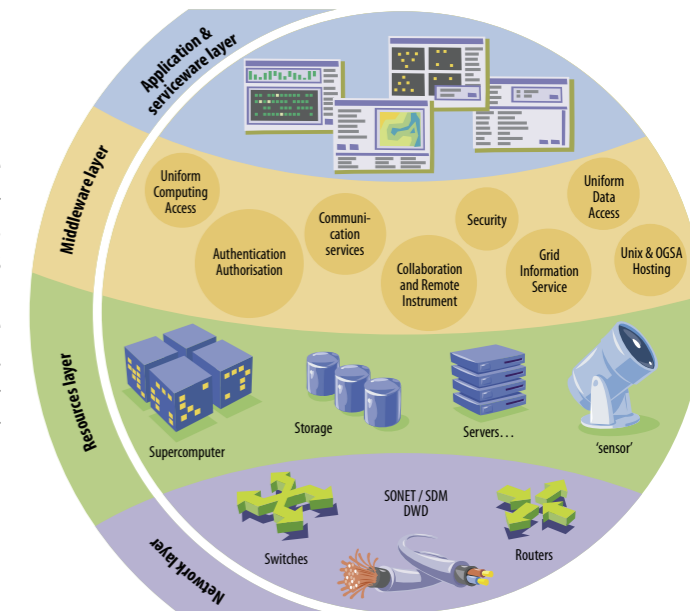 Application &
serviceware layer
Middleware layer
Uniform
Computing
Access
Authentication
Authorisation
Communi-
cation
services
Collaboration
and Remote
Instrument
Security
Grid
Information
Service
Uniform
Data
Access
Unix & OGSA
Hosting
Resources layer
Supercomputer
Storage
Servers...
'sensor'
Network layer
Switches
SONET / SDM
DWD
Routers